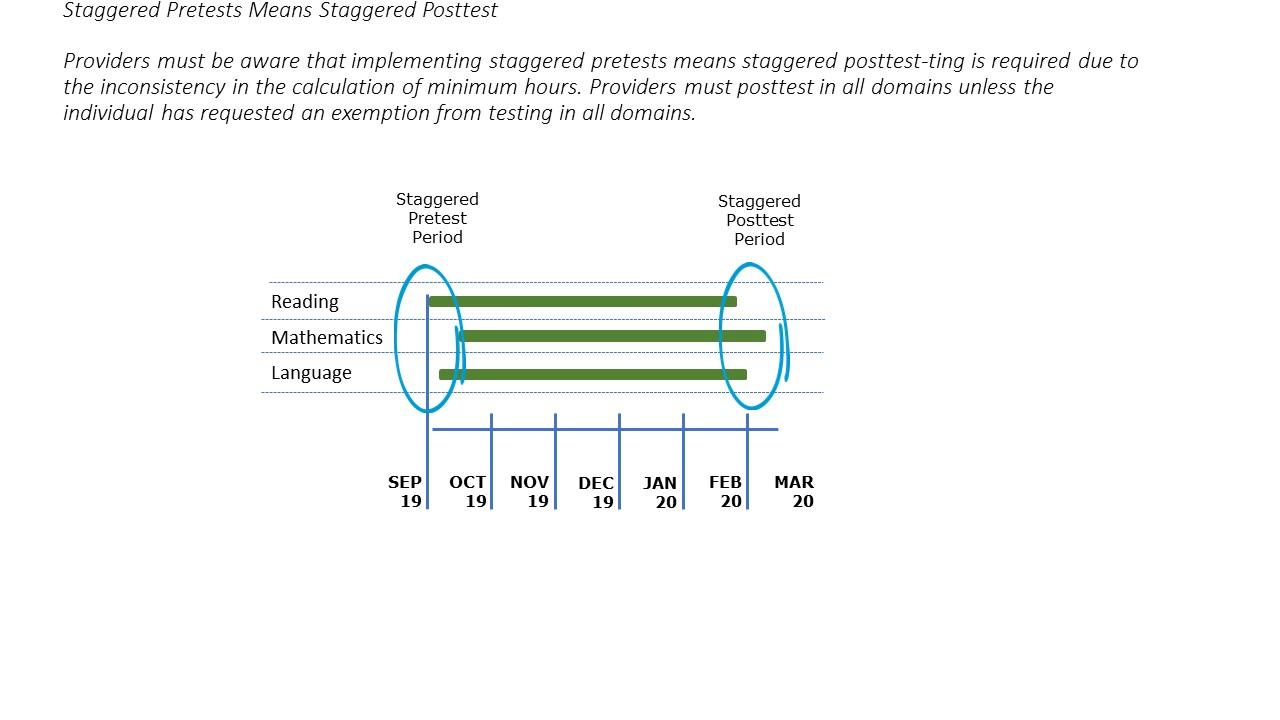 Staggered Pretests Means Staggered Posttest
Providers must be aware that implementing staggered pretests means staggered posttest-ting is required due to
the inconsistency in the calculation of minimum hours. Providers must posttest in all domains unless the
individual has requested an exemption from testing in all domains.
Staggered
Pretest
Period
Staggered
Posttest
Period
Reading
Mathematics
Language
SEP
19
OCT
19
NOV
19
DEC
19
JAN
20
FEB
20
MAR
20